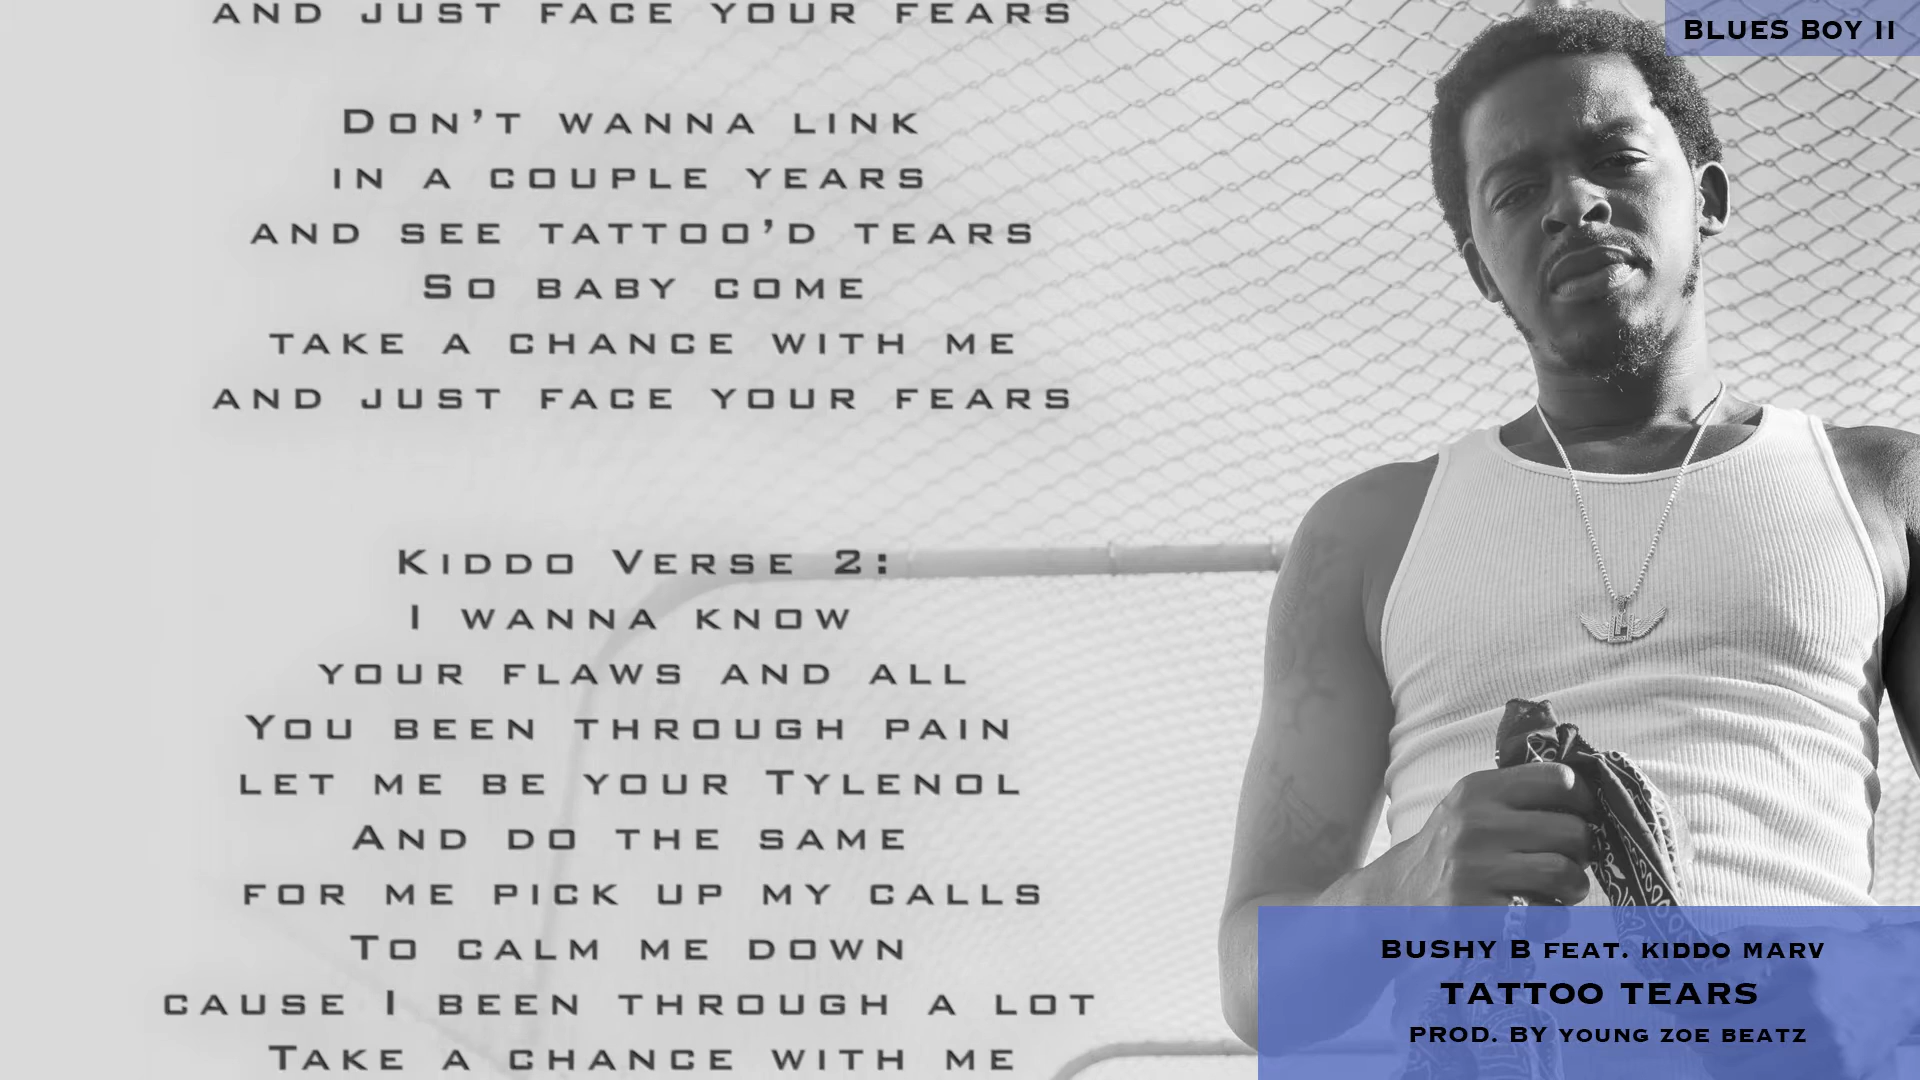 AND JUST FACE YOUR FEARS
DON'T WANNA LINK
IN A COUPLE YEARS
AND SEE TATTOO'D TEARS
SO BABY COME
TAKE A CHANCE WITH ME
AND JUST FACE YOUR FEARS
KIDDO VERSE 2:
I WANNA KNOW
YOUR FLAWS AND ALL
YOU BEEN THROUGH PAIN
LET ME BE YOUR TYLENOL
AND DO THE SAME
FOR ME PICK UP MY CALLS
TO CALM ME DOWN
CAUSE I BEEN THROUGH A LOT
TAKE A CHANCE WITH ME
BLUES BOY II
BUSHY B FEAT. KIDDO MARV
TATTOO TEARS
PROD. BY YOUNG ZOE BEATZ